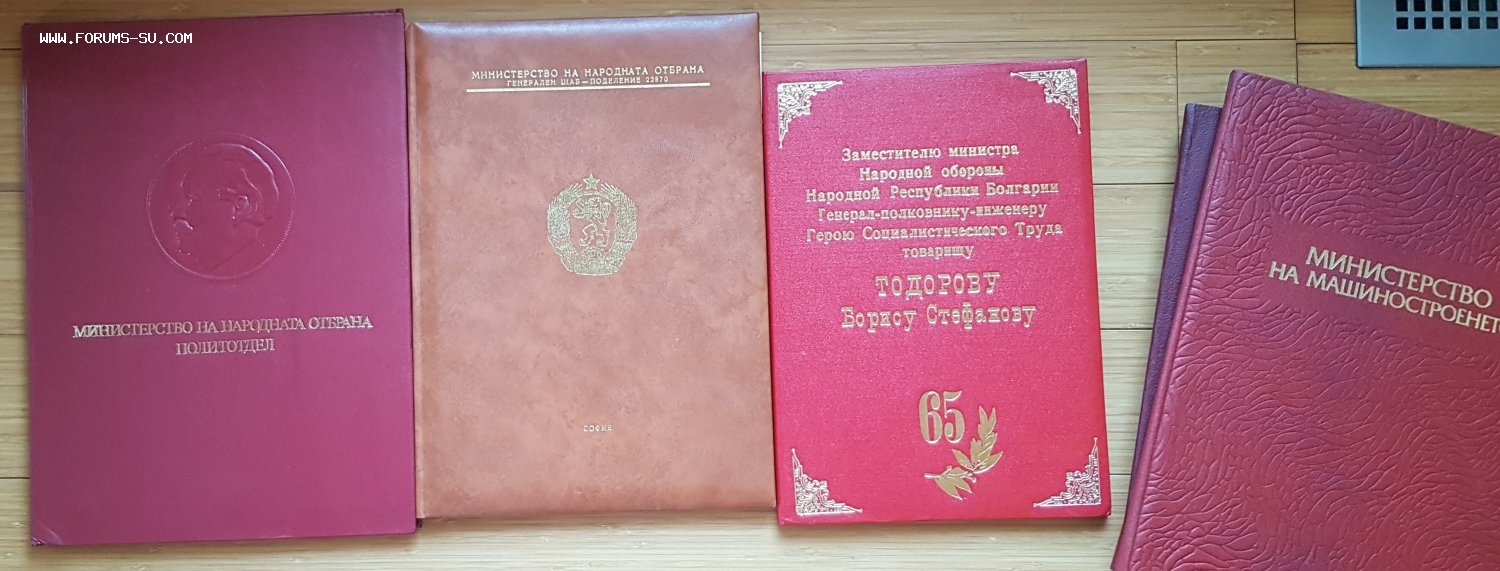 WWW.FORUMS-SU.COM
МИНИСТЕРСТВО НА НАРОДНАТА ОТБРАНА
ПОЛИТОТДЕЛ
МИНИСТЕРСТВО НА НАРОДНАТА ОТБРАНА
ГЕНЕРАЛЕН ЩАБ — ПОДЕЛЕНИЕ 22870
СОФИЯ
Заместителю министра
Народной обороны
Народной Республики Болгарии
Генерал-полковнику-инженеру
Герою Социалистического Труда
товарищу
ТОДОРОВУ
Борису Стефанову
65
МИНИСТЕРСТВО
НА МАШИНОСТРОЕНЕТ